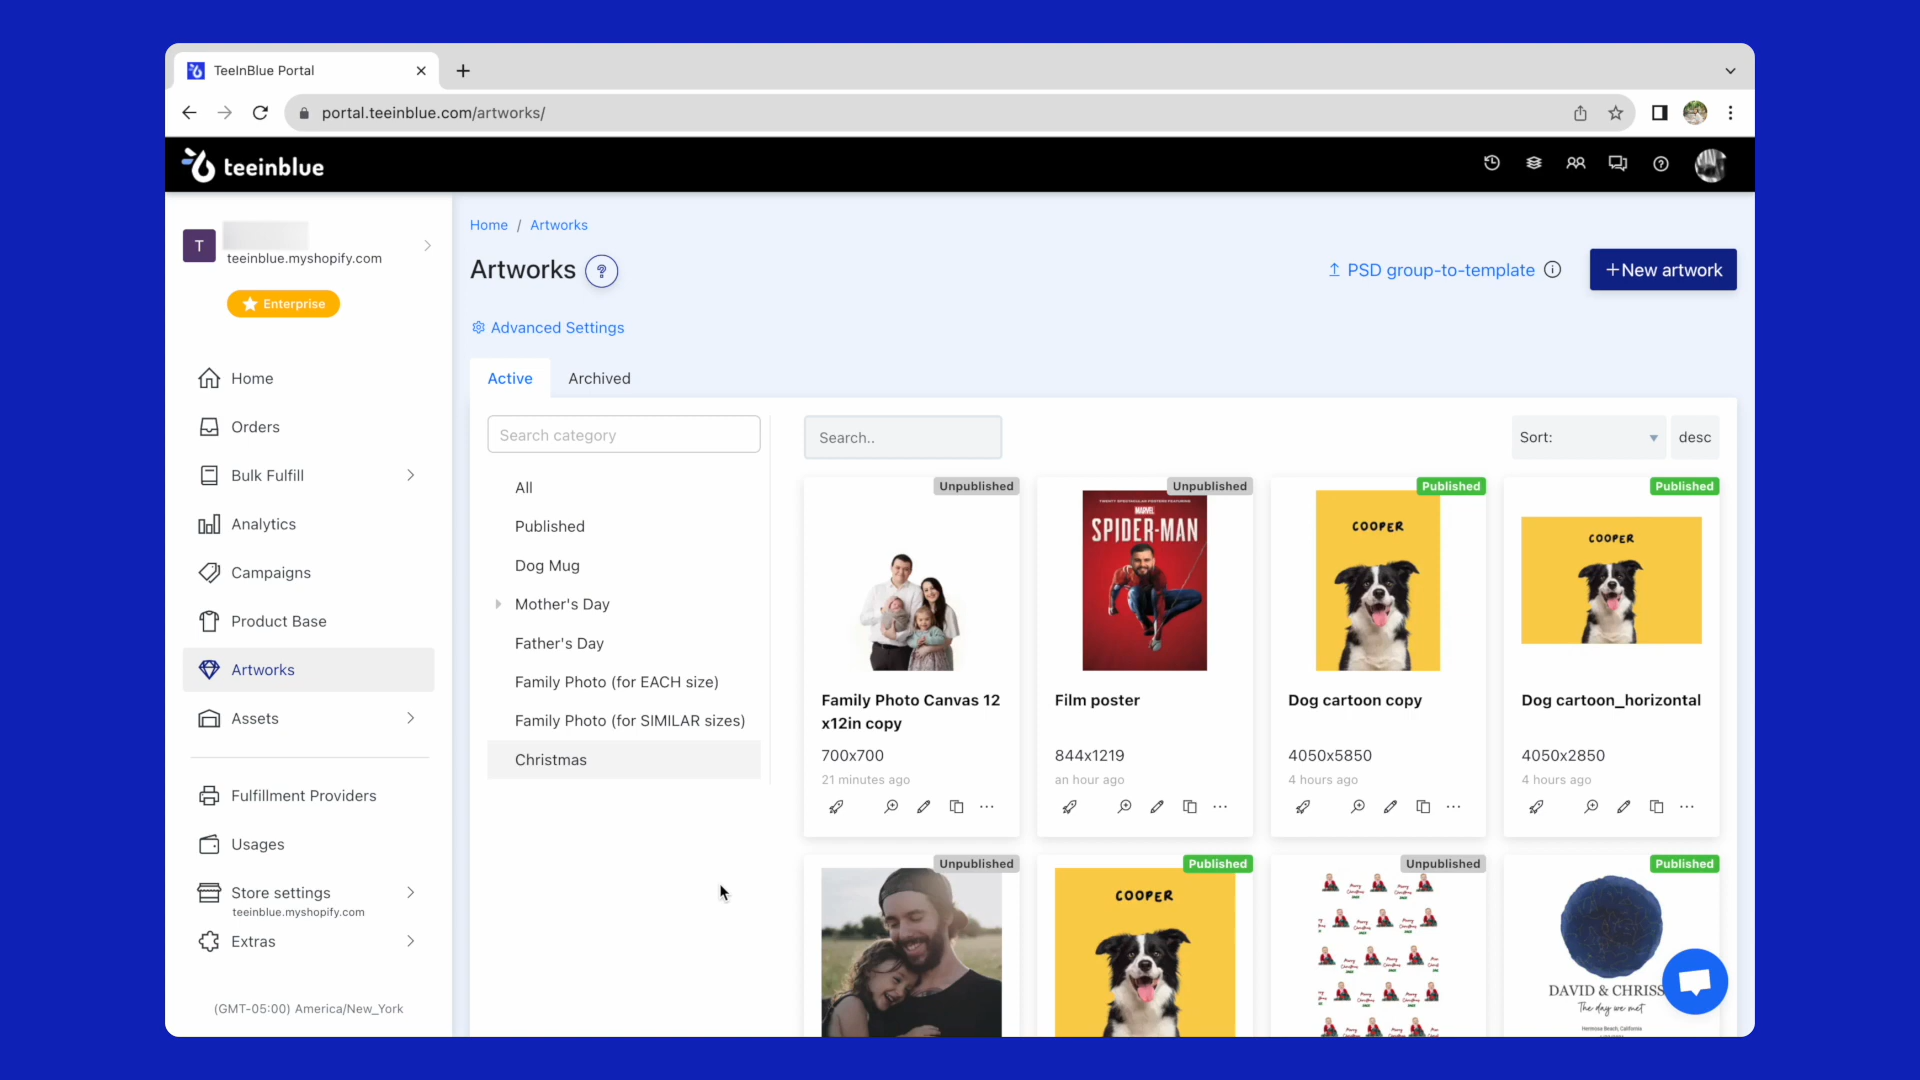 TeeInBlue Portal
portal.teeinblue.com/artworks/
teeinblue
T
teeinblue.myshopify.com
Enterprise
Home
Orders
Bulk Fulfill
Analytics
Campaigns
Product Base
Artworks
Assets
Fulfillment Providers
Usages
Store settings
teeinblue.myshopify.com
Extras
(GMT-05:00) America/New_York
Home / Artworks
Artworks ?
PSD group-to-template
+New artwork
Advanced Settings
Active
Archived
Search category
All
Published
Dog Mug
Mother's Day
Father's Day
Family Photo (for EACH size)
Family Photo (for SIMILAR sizes)
Christmas
Search..
Sort:
desc
Unpublished
Family Photo Canvas 12
x12in copy
700x700
21 minutes ago
Unpublished
MARVEL
SPIDER-MAN
Film poster
844x1219
an hour ago
Published
COOPER
Dog cartoon copy
4050x5850
4 hours ago
Published
COOPER
Dog cartoon_horizontal
4050x2850
4 hours ago
Unpublished
Published
COOPER
Unpublished
Published
DAVID & CHRISS
The day we met
Hermosa Beach, California